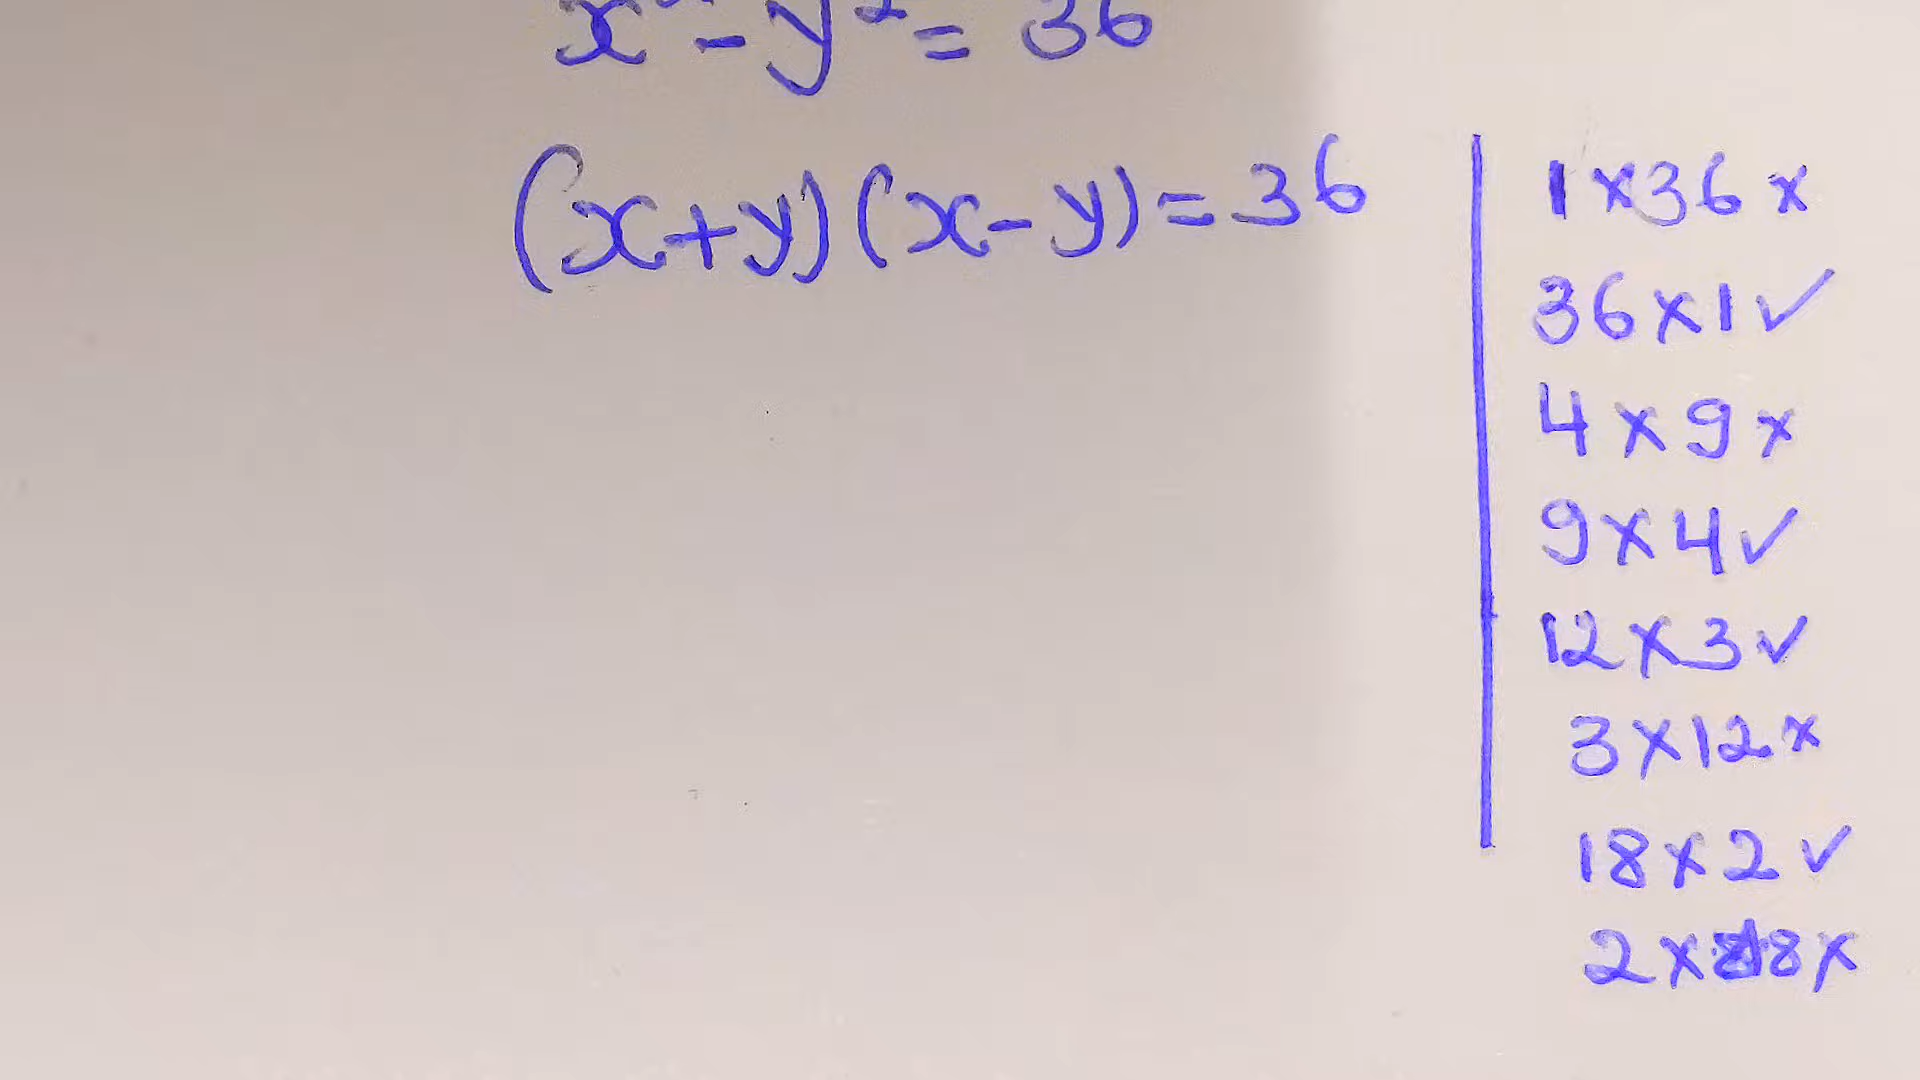 x² - y² = 36
(x+y)(x-y)=36
1 x 36 x
36 x 1 ✓
4 x 9 x
9 x 4 ✓
12 x 3 ✓
3 x 12 x
18 x 2 ✓
2 x 18 x